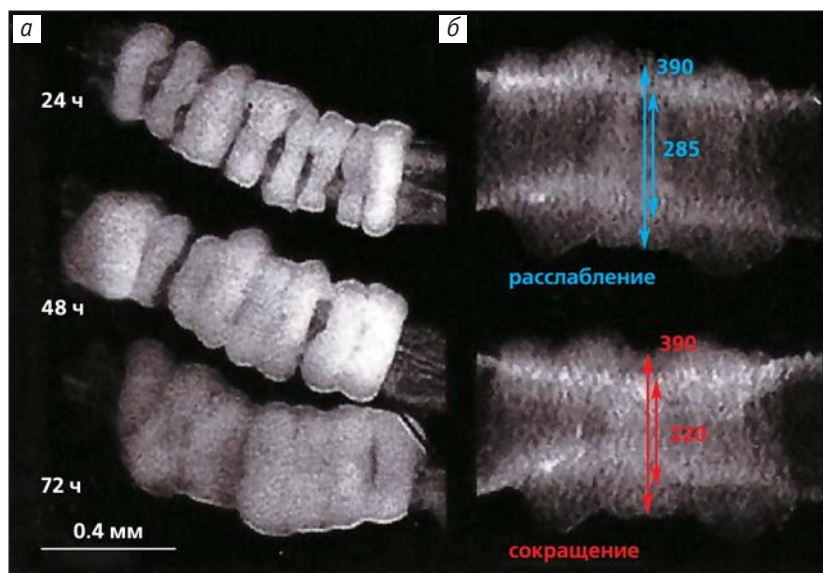 а
24 ч
48 ч
72 ч
0.4 мм
б
390
285
расслабление
390
220
сокращение